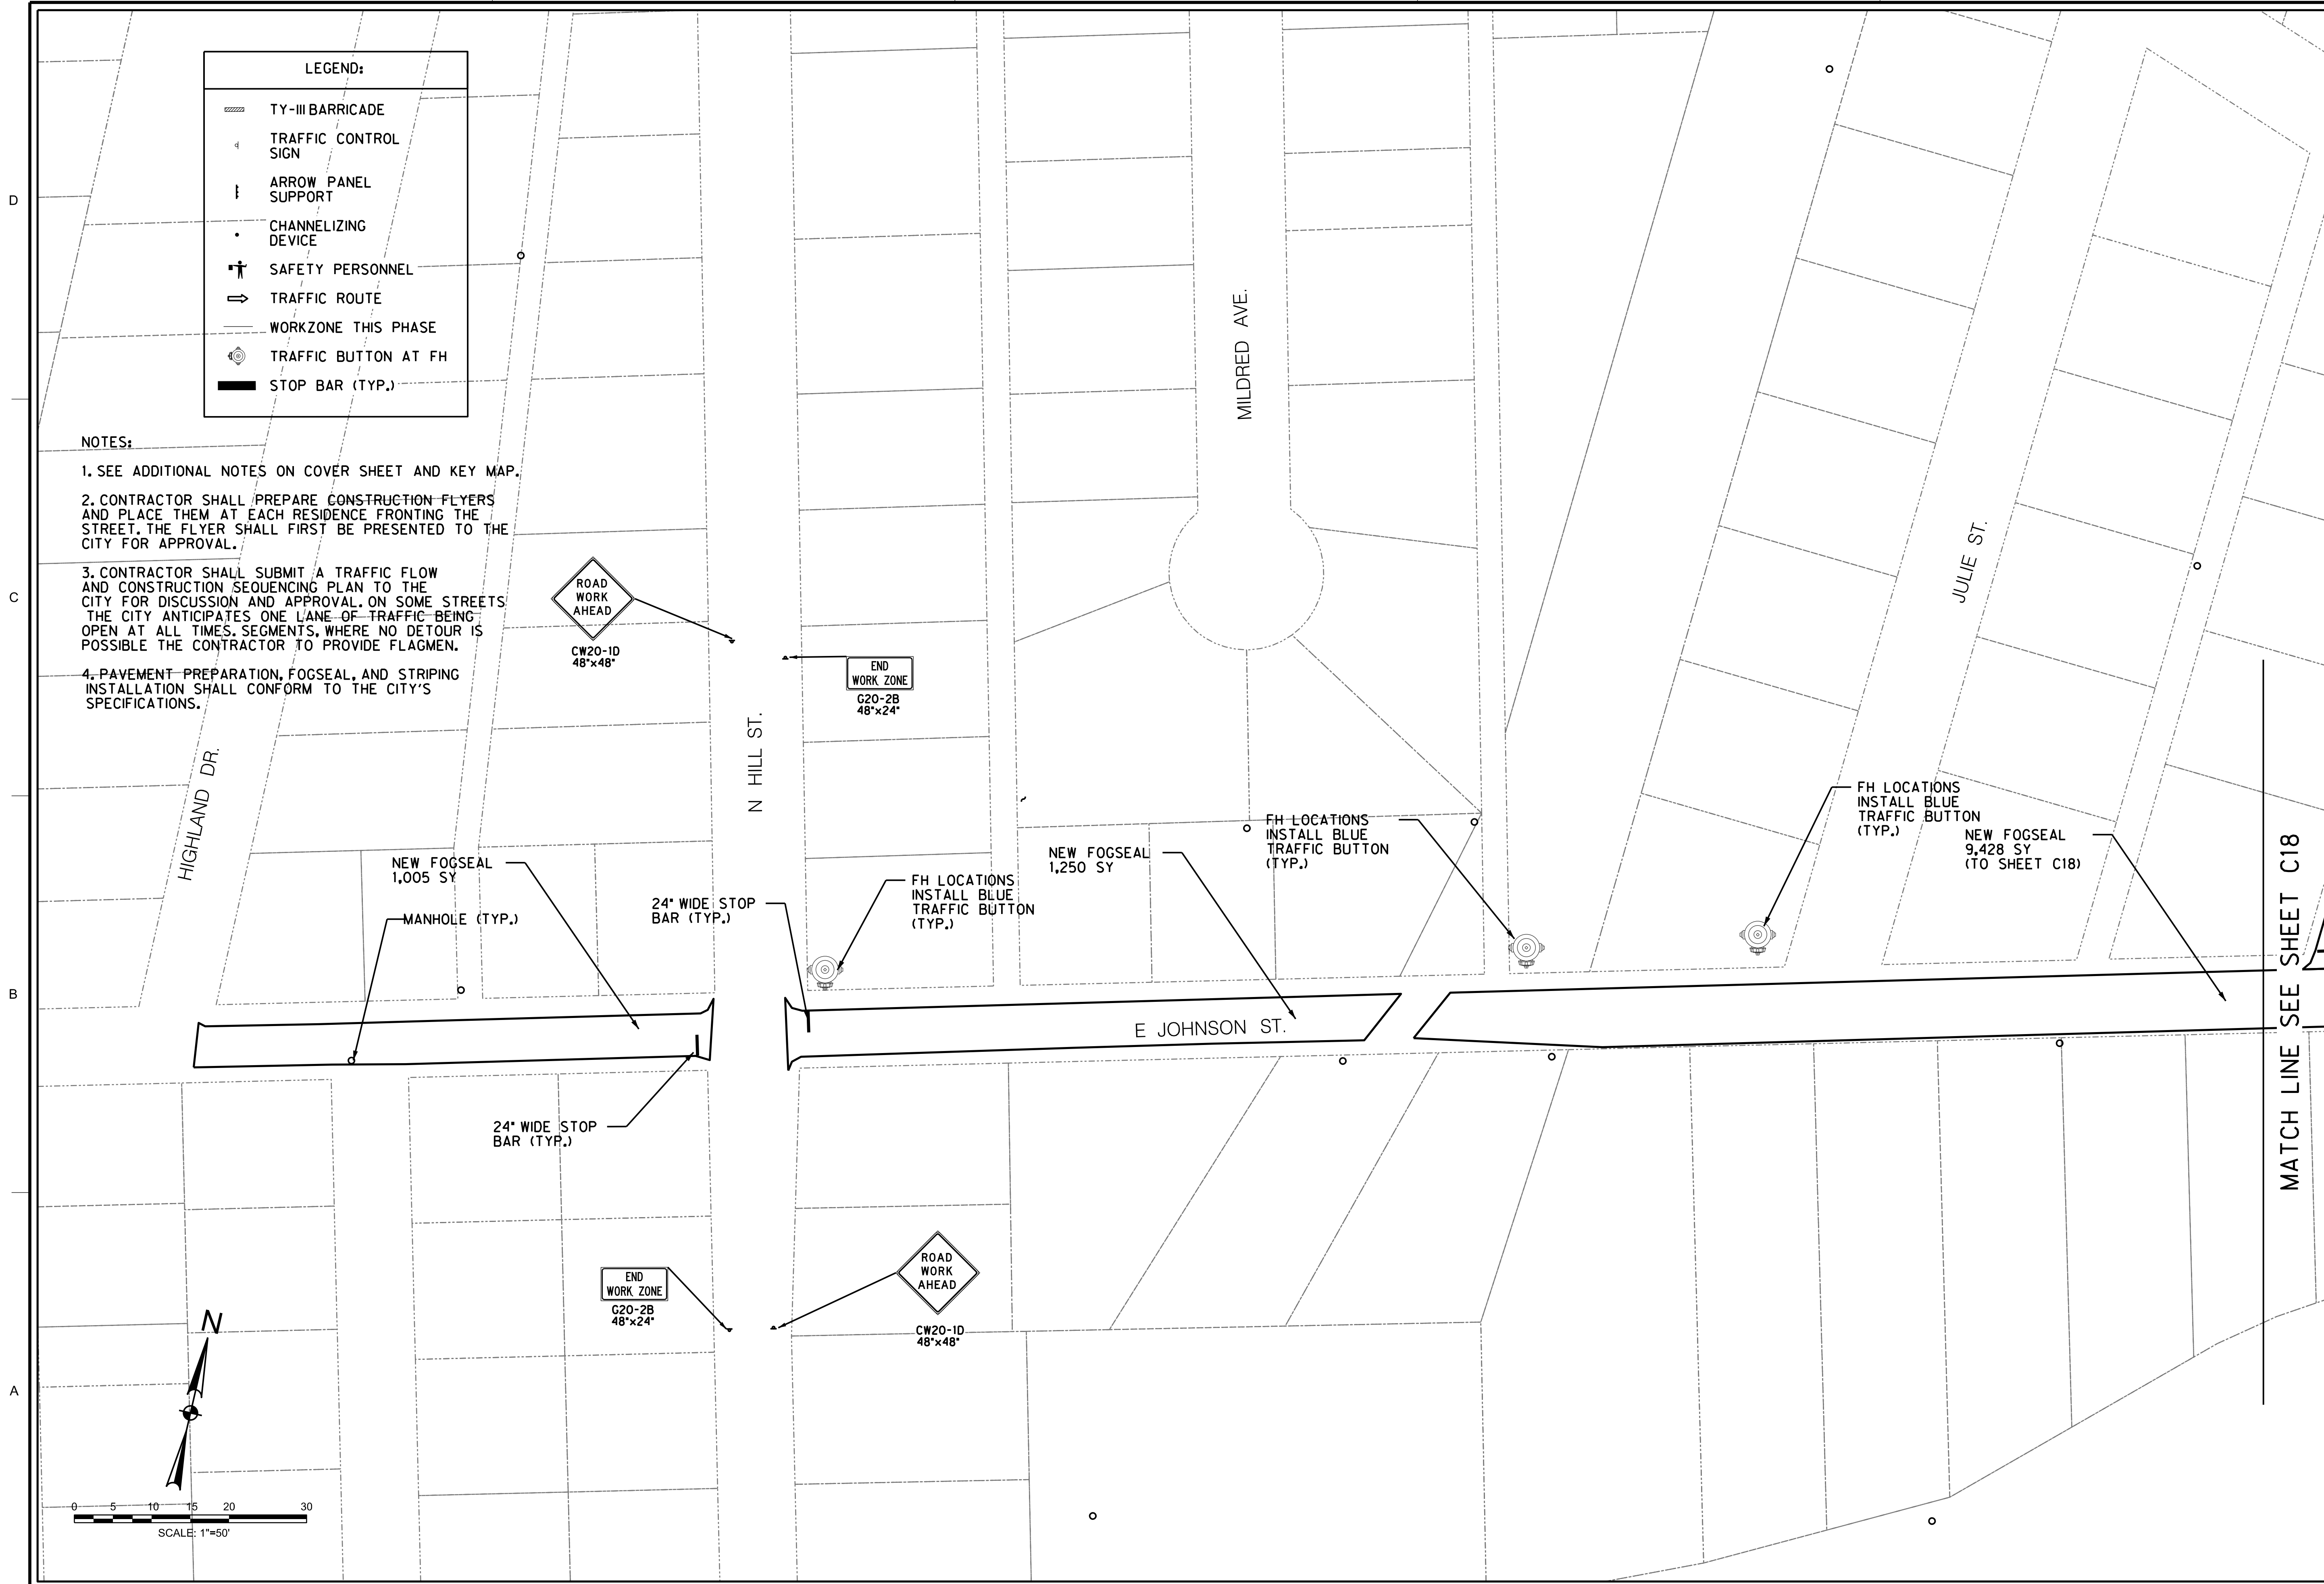 LEGEND:
TY-III BARRICADE
TRAFFIC CONTROL
SIGN
ARROW PANEL
SUPPORT
CHANNELIZING
DEVICE
SAFETY PERSONNEL
TRAFFIC ROUTE
WORKZONE THIS PHASE
TRAFFIC BUTTON AT FH
STOP BAR (TYP.)
NOTES:
1. SEE ADDITIONAL NOTES ON COVER SHEET AND KEY MAP.
2. CONTRACTOR SHALL PREPARE CONSTRUCTION FLYERS
AND PLACE THEM AT EACH RESIDENCE FRONTING THE
STREET. THE FLYER SHALL FIRST BE PRESENTED TO THE
CITY FOR APPROVAL.
3. CONTRACTOR SHALL SUBMIT A TRAFFIC FLOW
AND CONSTRUCTION SEQUENCING PLAN TO THE
CITY FOR DISCUSSION AND APPROVAL. ON SOME STREETS
THE CITY ANTICIPATES ONE LANE OF TRAFFIC BEING
OPEN AT ALL TIMES. SEGMENTS, WHERE NO DETOUR IS
POSSIBLE THE CONTRACTOR TO PROVIDE FLAGMEN.
4. PAVEMENT PREPARATION, FOGSEAL, AND STRIPING
INSTALLATION SHALL CONFORM TO THE CITY'S
SPECIFICATIONS.
D
C
B
A
ROAD
WORK
AHEAD
CW20-1D
48"x48"
END
WORK ZONE
G20-2B
48"x24"
HIGHLAND DR.
N HILL ST.
MILDRED AVE.
JULIE ST.
NEW FOGSEAL
1,005 SY
MANHOLE (TYP.)
24" WIDE STOP
BAR (TYP.)
FH LOCATIONS
INSTALL BLUE
TRAFFIC BUTTON
(TYP.)
NEW FOGSEAL
1,250 SY
FH LOCATIONS
INSTALL BLUE
TRAFFIC BUTTON
(TYP.)
FH LOCATIONS
INSTALL BLUE
TRAFFIC BUTTON
(TYP.)
NEW FOGSEAL
9,428 SY
(TO SHEET C18)
MATCH LINE SEE SHEET C18
E JOHNSON ST.
24" WIDE STOP
BAR (TYP.)
END
WORK ZONE
G20-2B
48"x24"
ROAD
WORK
AHEAD
CW20-1D
48"x48"
N
0 5 10 15 20 30
SCALE: 1"=50'